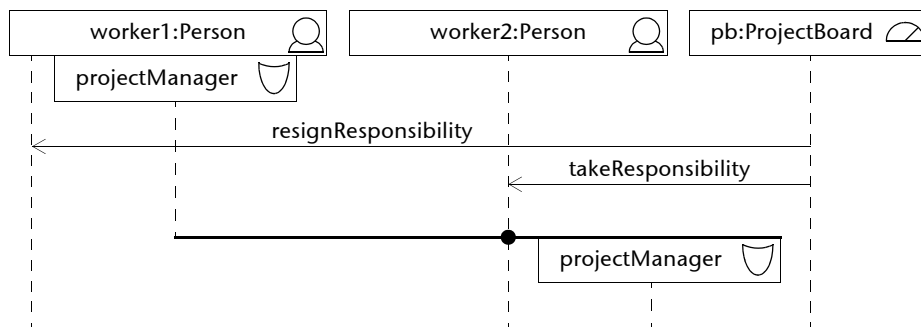 worker1:Person
worker2:Person
pb:ProjectBoard
projectManager
resignResponsibility
takeResponsibility
projectManager